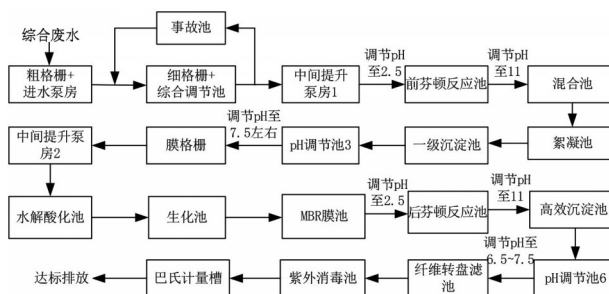 综合废水
事故池
粗格栅+
进水泵房
细格栅+
综合调节池
中间提升
泵房1
调节pH
至2.5
前芬顿反应池
调节pH
至11
混合池
中间提升泵
房2
膜格栅
调节pH至
7.5左右
pH调节池3
一级沉淀池
絮凝池
水解酸化池
生化池
MBR膜池
调节pH
至2.5
后芬顿反应池
调节pH
至11
高效沉淀池
达标排放
巴氏计量槽
紫外消毒池
纤维转盘滤
池
调节pH至
6.5~7.5
pH调节池6